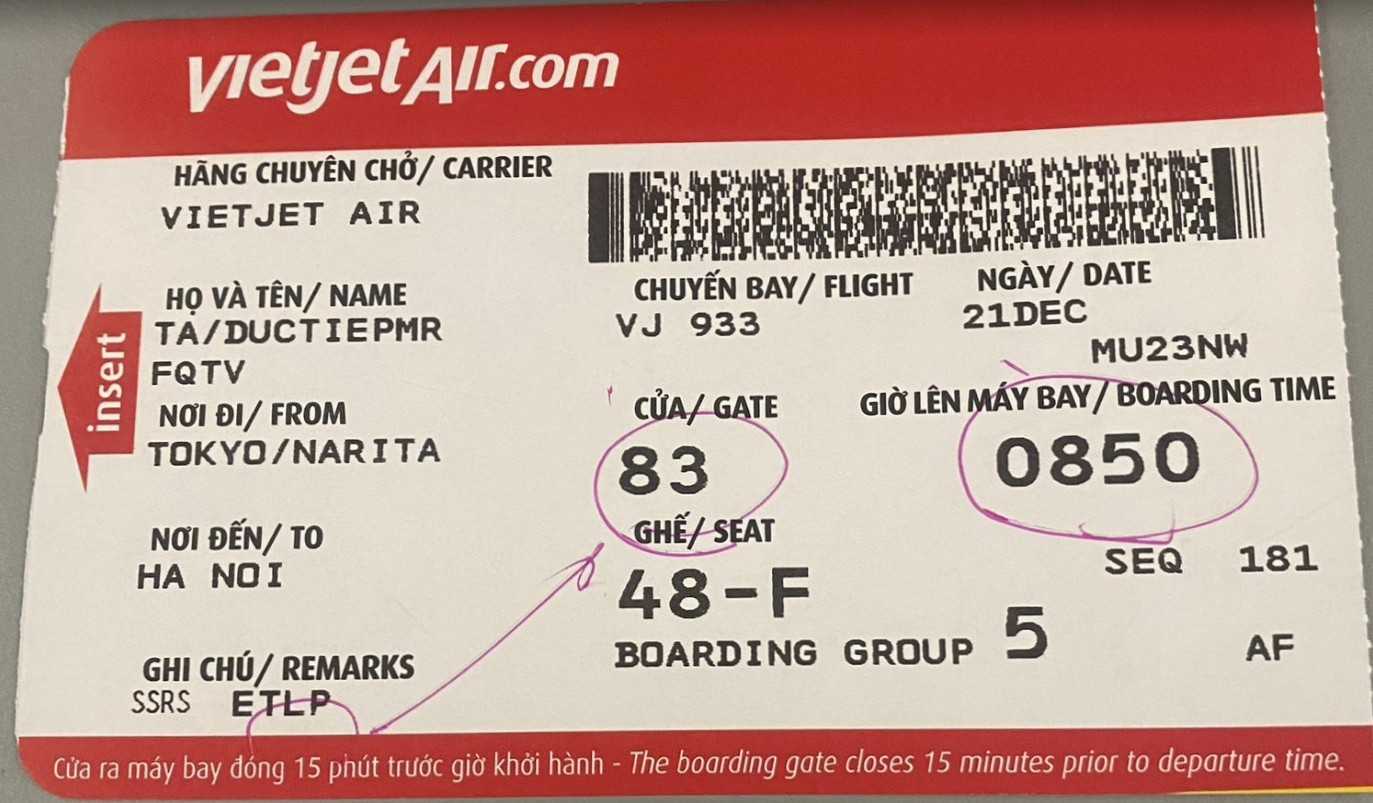 vietjetAir.com
HÃNG CHUYÊN CHỞ/ CARRIER
VIETJET AIR
HỌ VÀ TÊN/ NAME
TA/DUCTIEPMR
FQTV
CHUYẾN BAY/ FLIGHT
VJ 933
NGÀY/ DATE
21DEC
MU23NW
insert
NƠI ĐI/ FROM
TOKYO/NARITA
CỬA/ GATE
83
GIỜ LÊN MÁY BAY/ BOARDING TIME
0850
NƠI ĐẾN/ TO
HA NOI
GHẾ/ SEAT
48-F
SEQ 181
BOARDING GROUP 5
AF
GHI CHÚ/ REMARKS
SSRS ETLP
Cửa ra máy bay đóng 15 phút trước giờ khởi hành - The boarding gate closes 15 minutes prior to departure time.